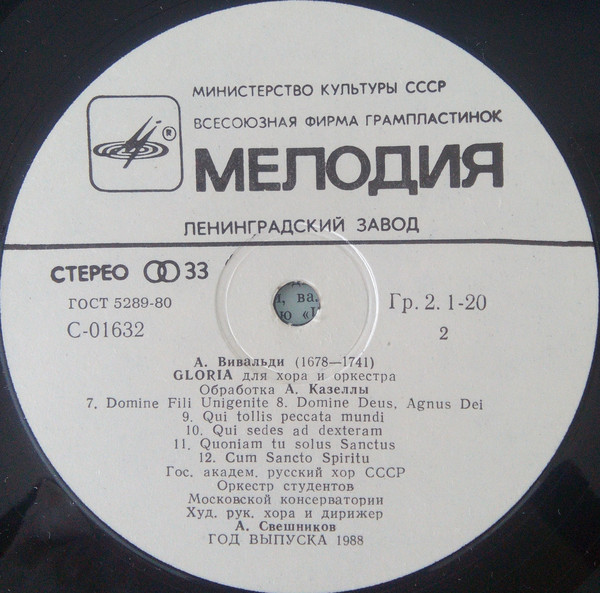 МИНИСТЕРСТВО КУЛЬТУРЫ СССР
ВСЕСОЮЗНАЯ ФИРМА ГРАМПЛАСТИНОК
®
МЕЛОДИЯ
ЛЕНИНГРАДСКИЙ ЗАВОД
СТЕРЕО 33
ГОСТ 5289-80
Гр. 2. 1-20
С-01632
2
А. Вивальди (1678—1741)
GLORIA для хора и оркестра
Обработка А. Казеллы
7. Domine Fili Unigenite 8. Domine Deus, Agnus Dei
9. Qui tollis peccata mundi
10. Qui sedes ad dexteram
11. Quoniam tu solus Sanctus
12. Cum Sancto Spiritu
Гос. академ. русский хор СССР
Оркестр студентов
Московской консерватории
Худ. рук. хора и дирижер
А. Свешников
ГОД ВЫПУСКА 1988